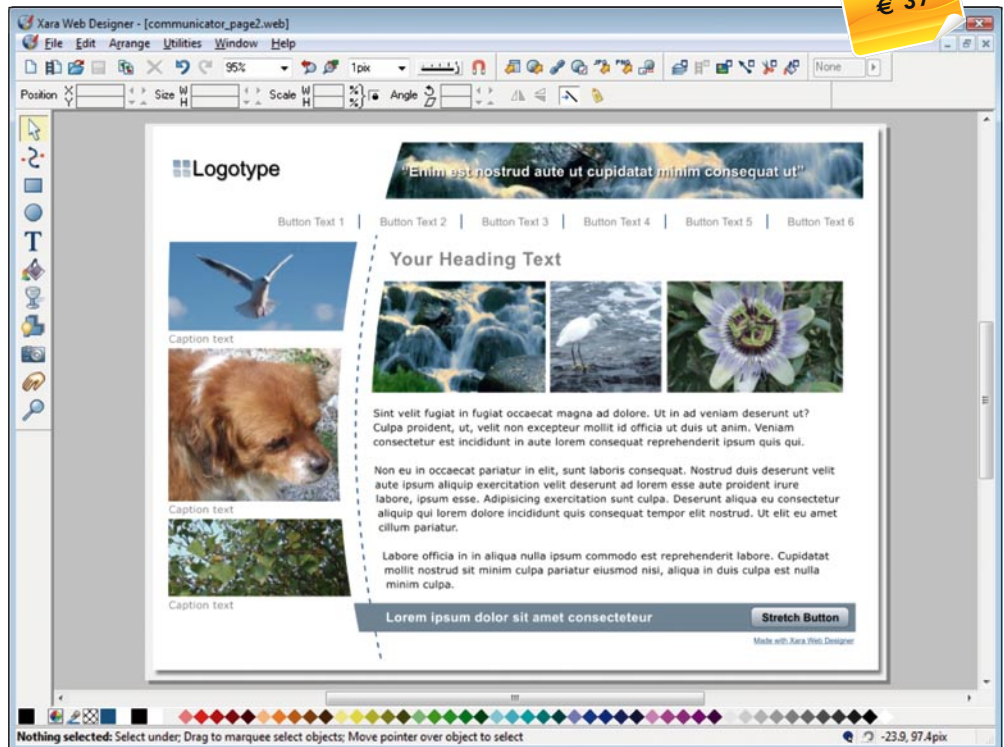 € 37
Xara Web Designer - [communicator_page2.web]
File Edit Arrange Utilities Window Help
95% 1pix None
Position X Y Size W H Scale W H % % Angle
Logotype
"Enim est nostrud aute ut cupidatat minim consequat ut"
Button Text 1 | Button Text 2 | Button Text 3 | Button Text 4 | Button Text 5 | Button Text 6
Your Heading Text
Caption text
Sint velit fugiat in fugiat occaecat magna ad dolore. Ut in ad veniam deserunt ut?
Culpa proident, ut, velit non excepteur mollit id officia ut duis ut anim. Veniam
consectetur est incididunt in aute lorem consequat reprehenderit ipsum quis qui.
Non eu in occaecat pariatur in elit, sunt laboris consequat. Nostrud duis deserunt velit
aute ipsum aliquip exercitation velit deserunt ad lorem esse aute proident irure
labore, ipsum esse. Adipisicing exercitation sunt culpa. Deserunt aliqua eu consectetur
aliquip qui lorem dolore incididunt quis consequat tempor elit nostrud. Ut elit eu amet
cillum pariatur.
Caption text
Labore officia in in aliqua nulla ipsum commodo est reprehenderit labore. Cupidatat
mollit nostrud sit minim culpa pariatur eiusmod nisi, aliqua in duis culpa est nulla
minim culpa.
Caption text
Lorem ipsum dolor sit amet consecteteur
Stretch Button
Made with Xara Web Designer
Nothing selected: Select under; Drag to marquee select objects; Move pointer over object to select
-23.9, 97.4pix